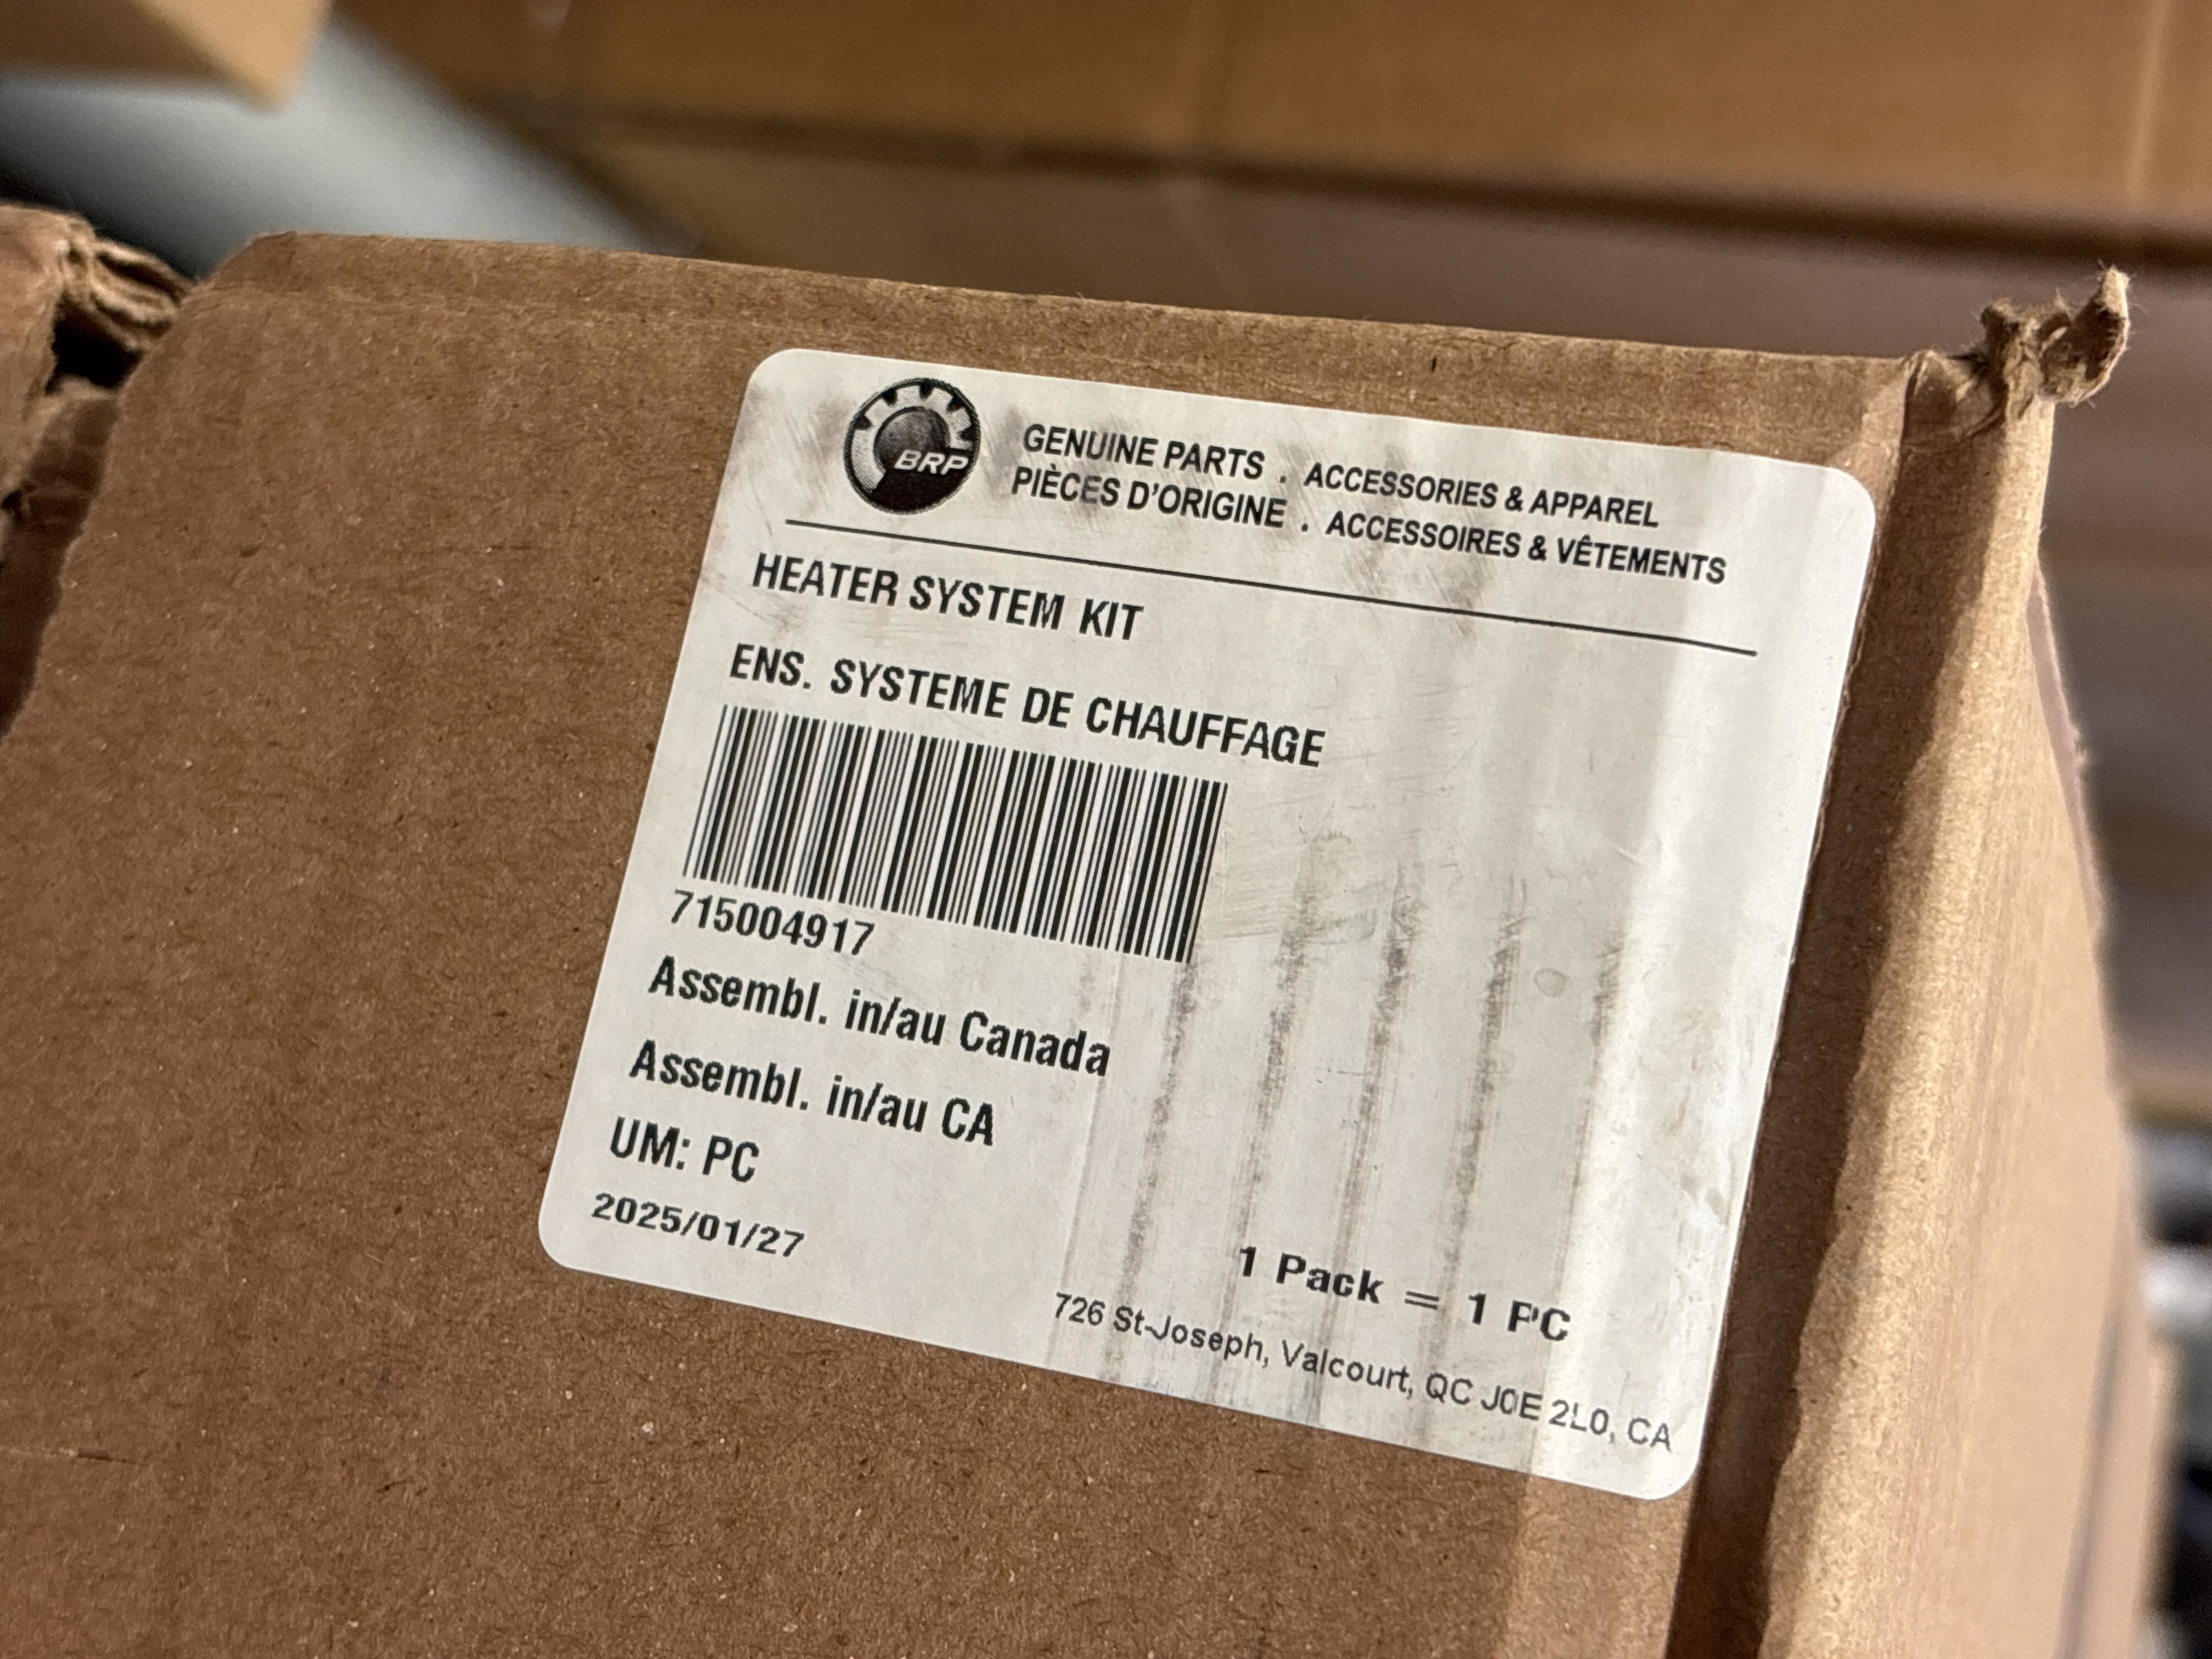 BRP
GENUINE PARTS . ACCESSORIES & APPAREL
PIÈCES D'ORIGINE . ACCESSOIRES & VÊTEMENTS
HEATER SYSTEM KIT
ENS. SYSTEME DE CHAUFFAGE
715004917
Assembl. in/au Canada
Assembl. in/au CA
UM: PC
2025/01/27
1 Pack = 1 PC
726 St-Joseph, Valcourt, QC J0E 2L0, CA